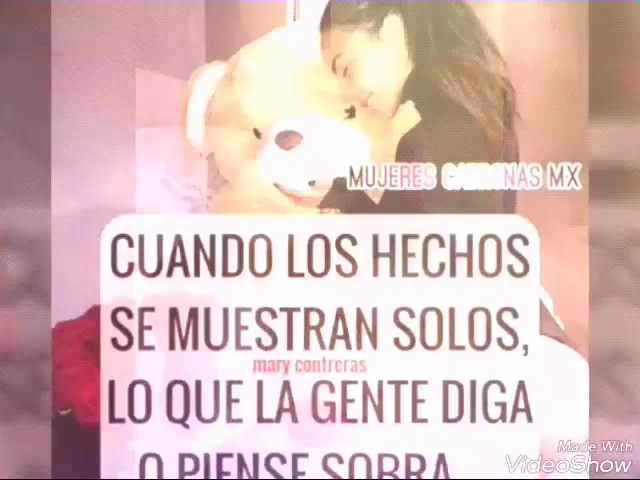 MUJERES CABRONAS MX
CUANDO LOS HECHOS
SE MUESTRAN SOLOS,
mary contreras
LO QUE LA GENTE DIGA
O PIENSE SOBRA
Made With
VideoShow